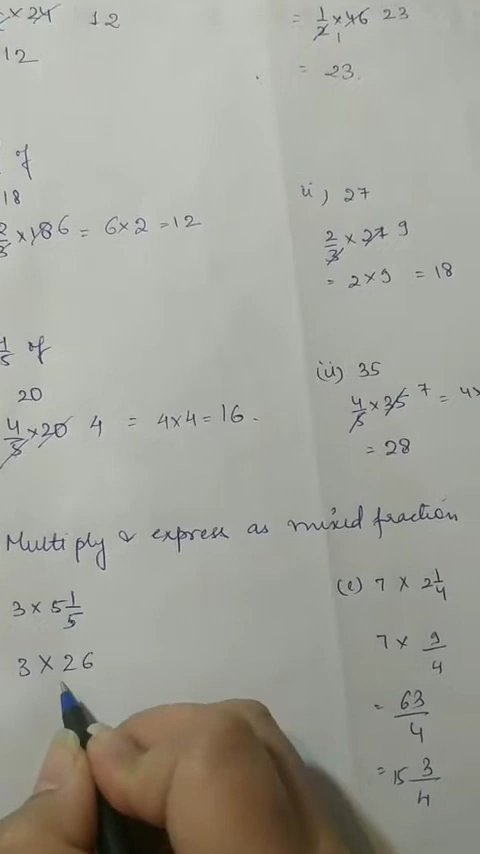 ×24 12
= 1/2 × 46 23
12
= 23.
of
18
ii) 27
2/3 × 18 6 = 6×2 = 12
2/3 × 27 9
= 2×9 = 18
1/5 of
20
(ii) 35
4/5 × 20 4 = 4×4 = 16.
4/5 × 35 7 = 4×
= 28
Multiply & express as mixed fraction
3 × 5 1/5
(e) 7 × 2 1/4
3 × 26
7 × 9/4
= 63/4
= 15 3/4